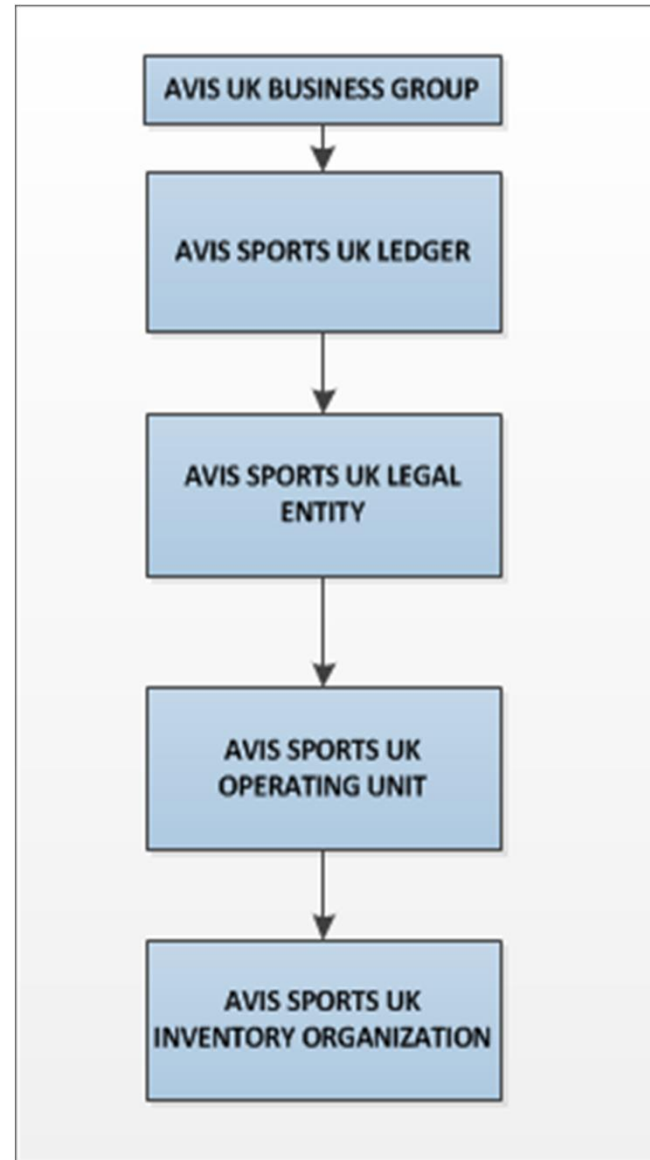 AVIS UK BUSINESS GROUP
AVIS SPORTS UK LEDGER
AVIS SPORTS UK LEGAL
ENTITY
AVIS SPORTS UK
OPERATING UNIT
AVIS SPORTS UK
INVENTORY ORGANIZATION